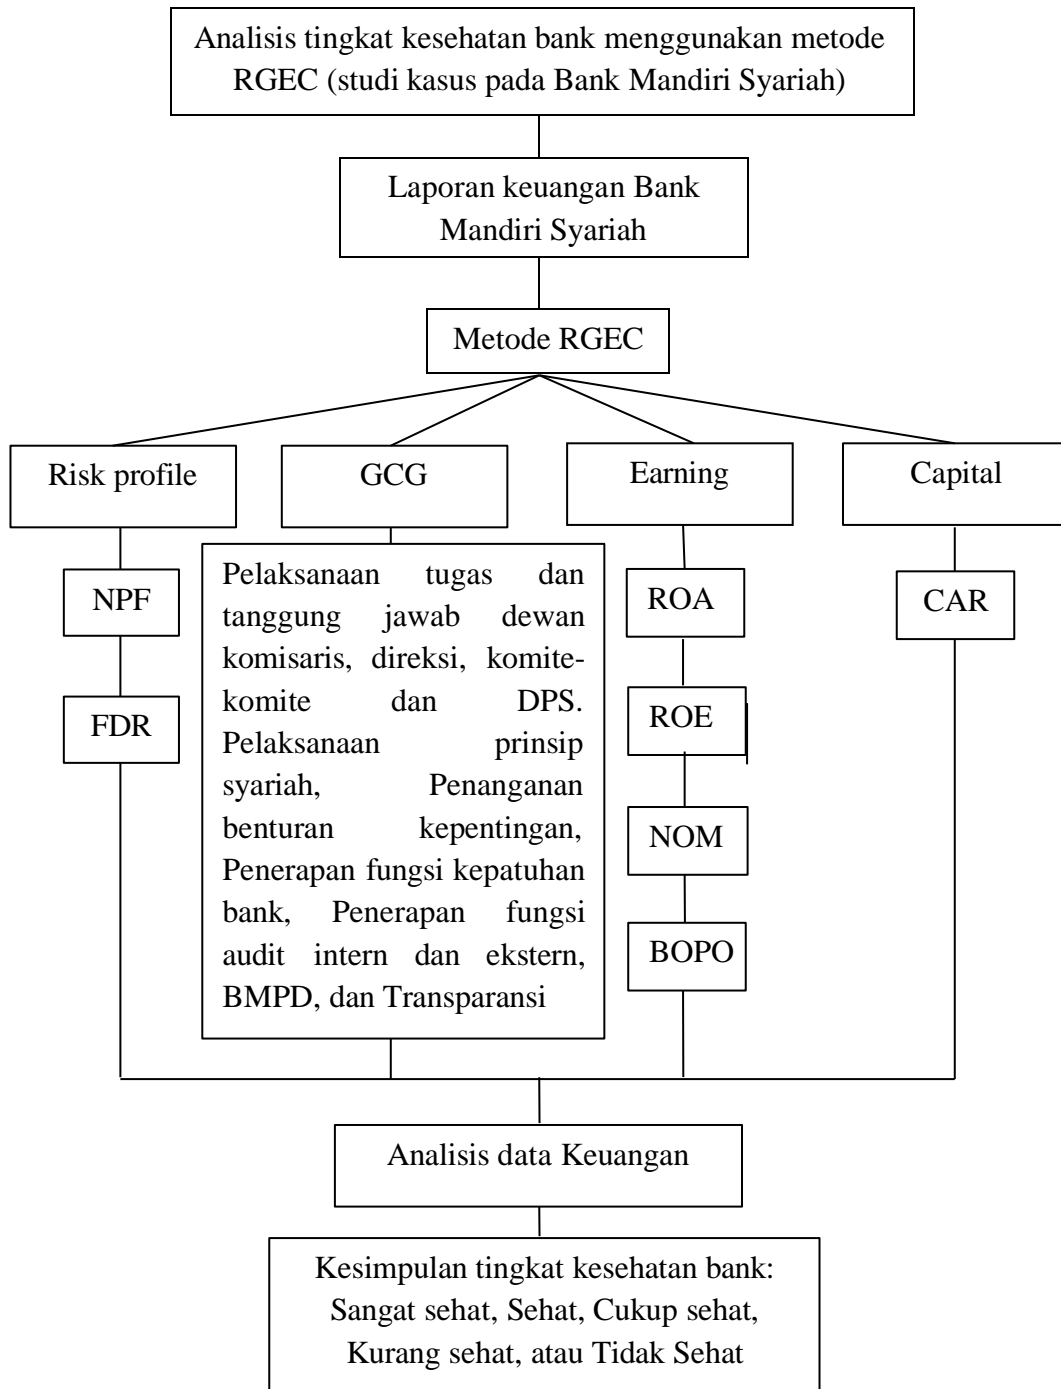 Analisis tingkat kesehatan bank menggunakan metode
RGEC (studi kasus pada Bank Mandiri Syariah)
Laporan keuangan Bank
Mandiri Syariah
Metode RGEC
Risk profile
GCG
Earning
Capital
NPF
FDR
Pelaksanaan tugas dan
tanggung jawab dewan
komisaris, direksi, komite-
komite dan DPS.
Pelaksanaan prinsip
syariah, Penanganan
benturan kepentingan,
Penerapan fungsi kepatuhan
bank, Penerapan fungsi
audit intern dan ekstern,
BMPD, dan Transparansi
ROA
ROE
NOM
BOPO
CAR
Analisis data Keuangan
Kesimpulan tingkat kesehatan bank:
Sangat sehat, Sehat, Cukup sehat,
Kurang sehat, atau Tidak Sehat